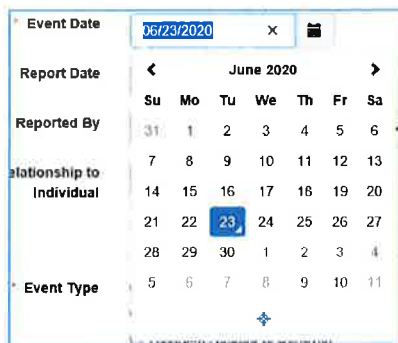 * Event Date 06/23/2020 ×
Report Date June 2020
Su Mo Tu We Th Fr Sa
Reported By 31 1 2 3 4 5 6
7 8 9 10 11 12 13
elationship to
Individual 14 15 16 17 18 19 20
21 22 23 24 25 26 27
28 29 30 1 2 3 4
* Event Type 5 6 7 8 9 10 11